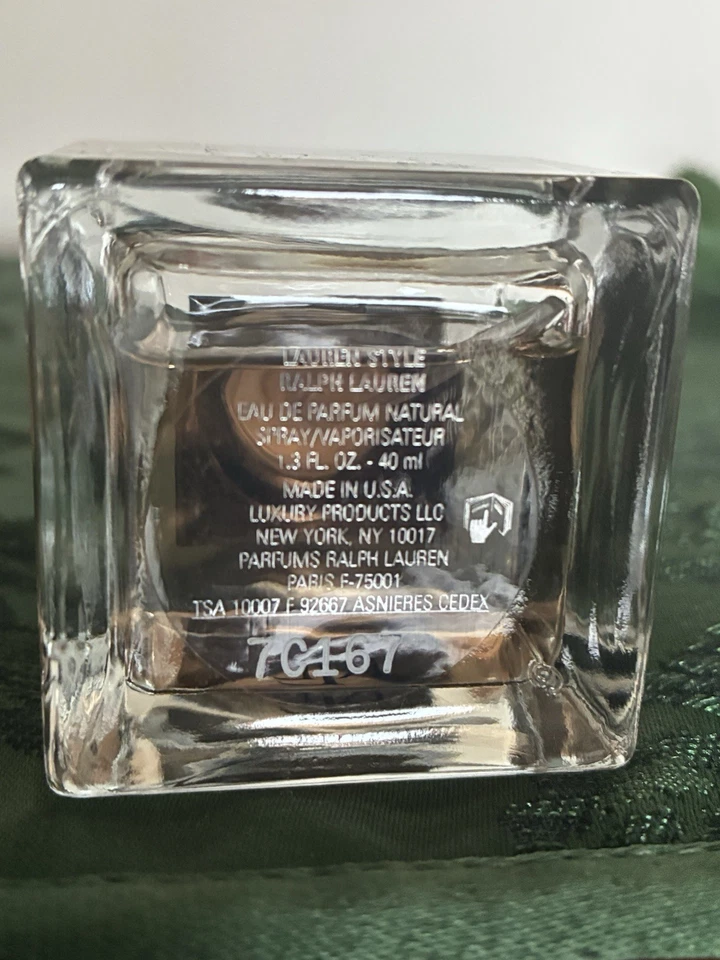 LAUREN STYLE
RALPH LAUREN
EAU DE PARFUM NATURAL
SPRAY/VAPORISATEUR
1.3 FL. OZ. - 40 ml
MADE IN U.S.A.
LUXURY PRODUCTS LLC
NEW YORK, NY 10017
PARFUMS RALPH LAUREN
PARIS F-75001
TSA 10007 F 92667 ASNIERES CEDEX
7C167